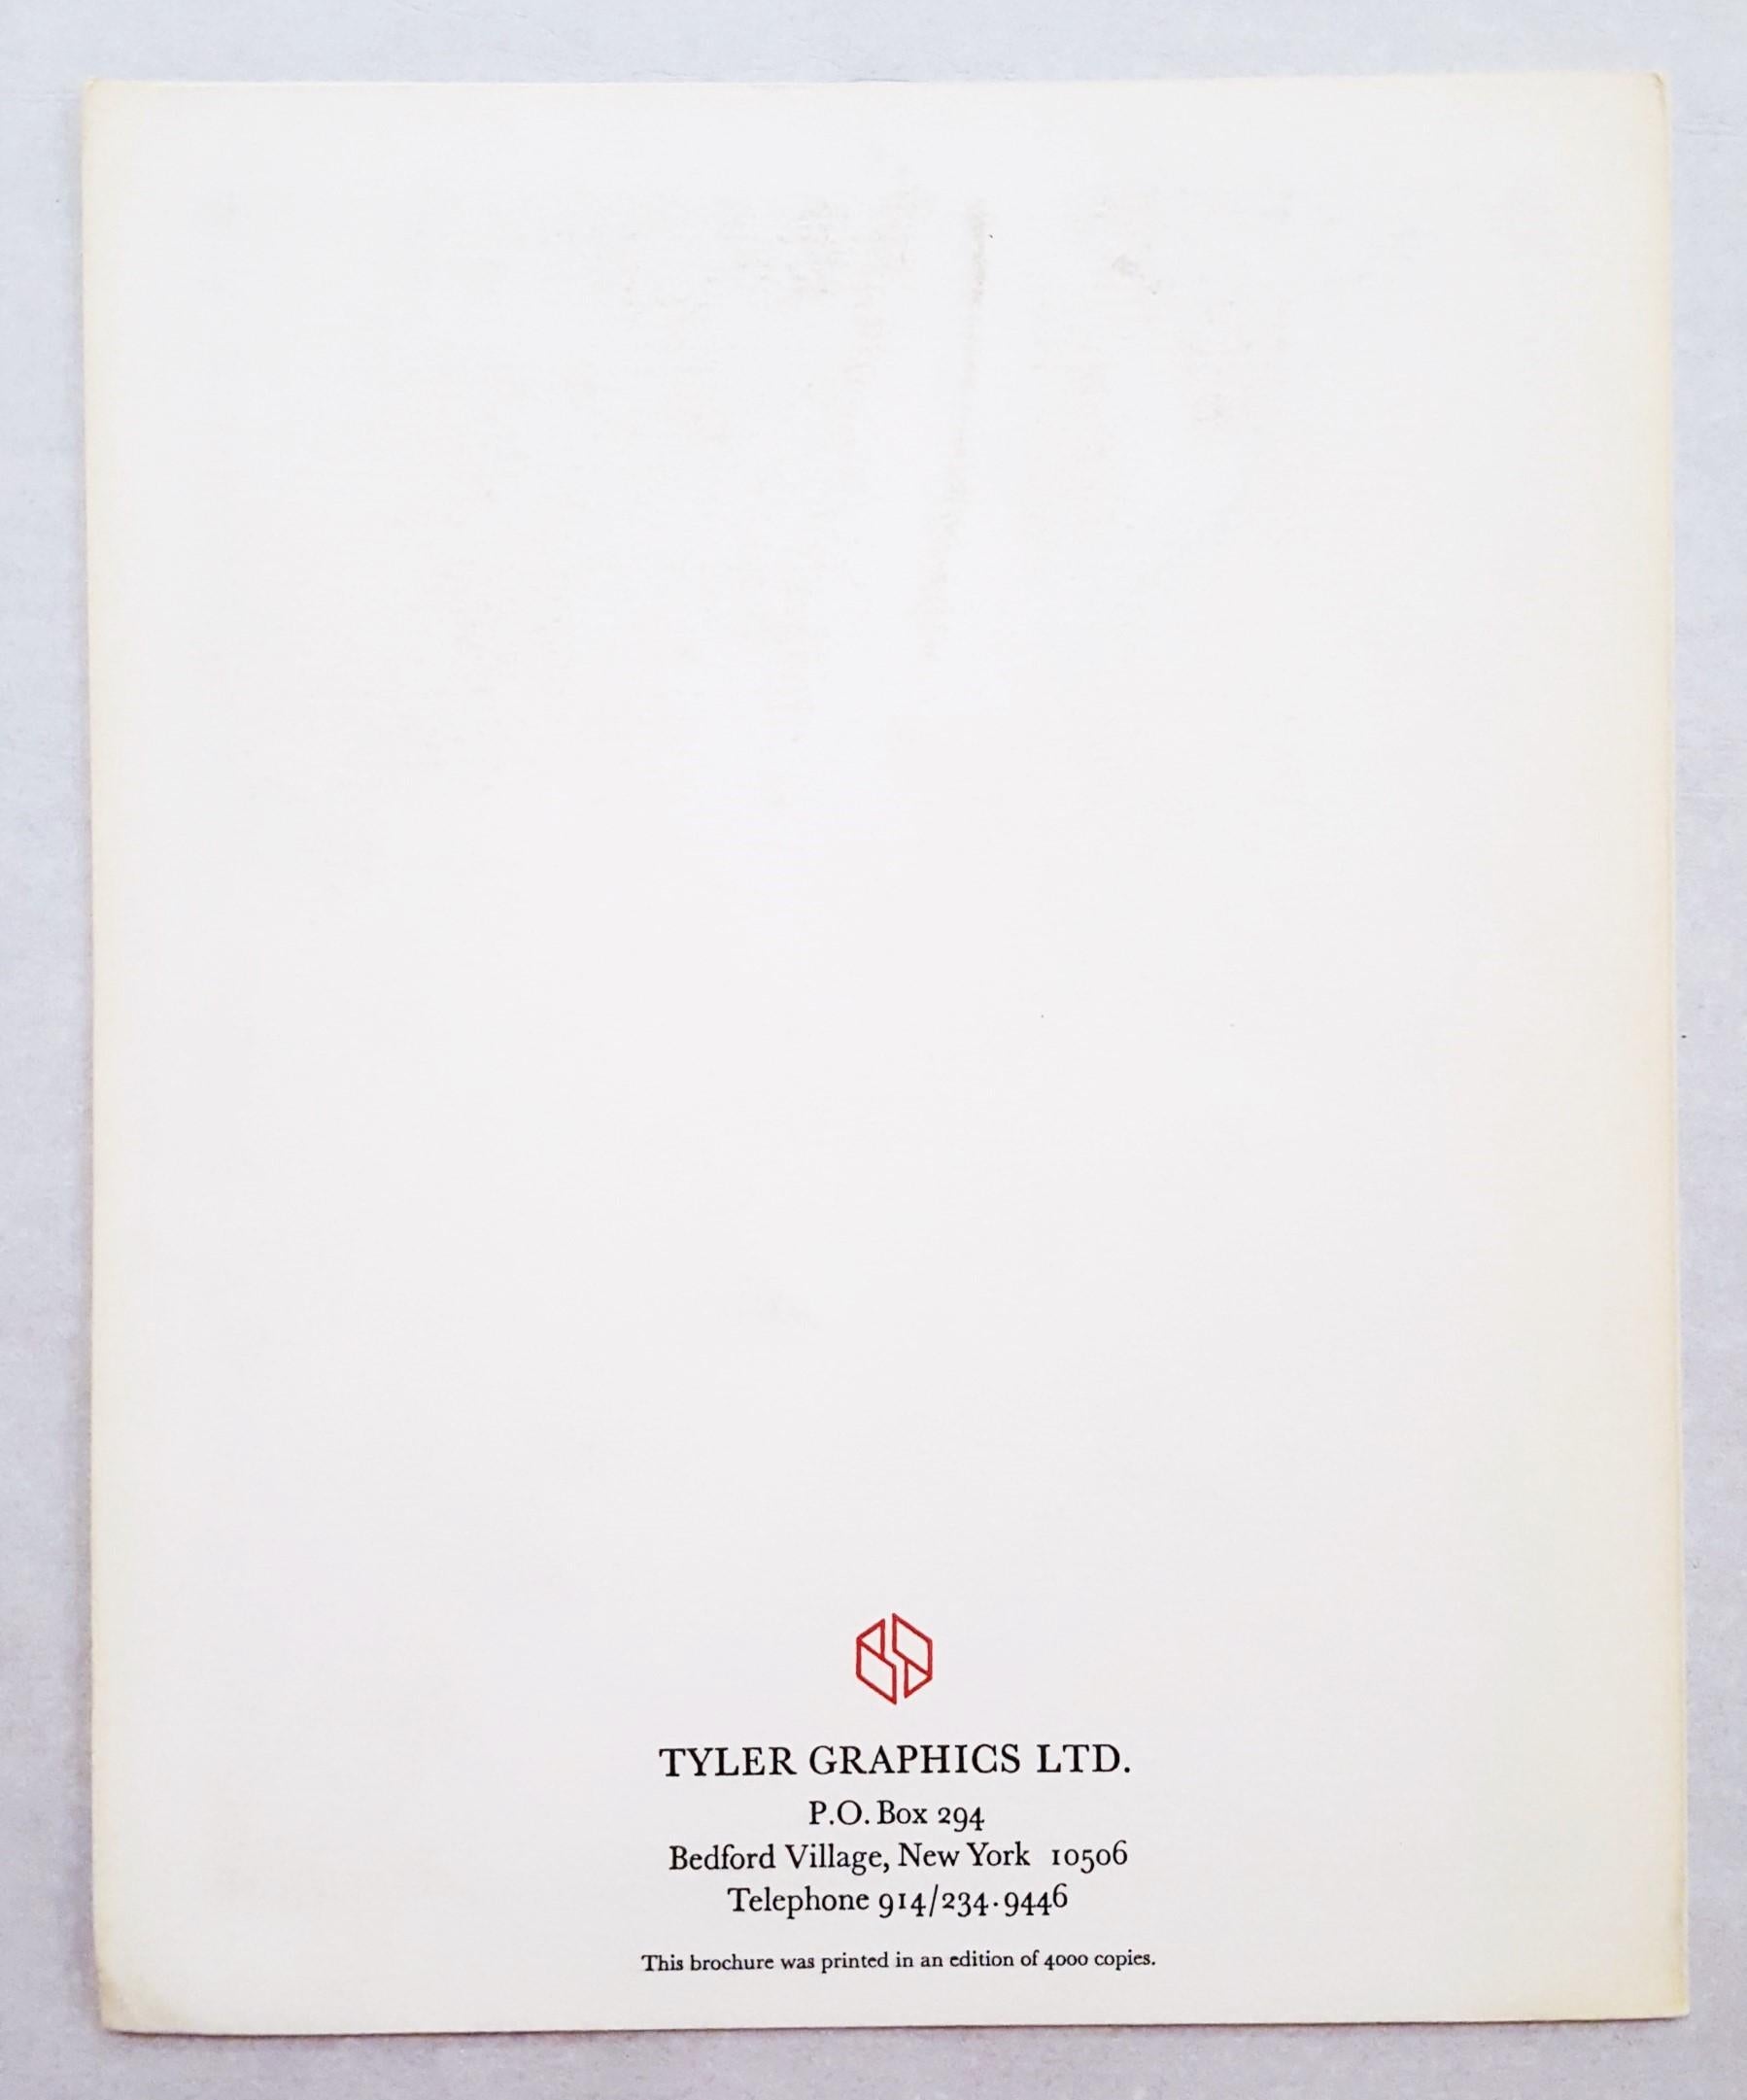 TYLER GRAPHICS LTD.
P.O. Box 294
Bedford Village, New York 10506
Telephone 914/234·9446
This brochure was printed in an edition of 4000 copies.